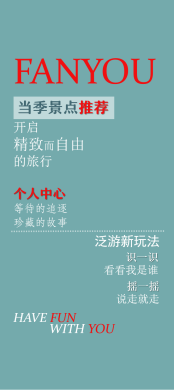 FANYOU
当季景点推荐
开启
精致而自由
的旅行
个人中心
等待的追逐
珍藏的故事
泛游新玩法
识一识
看看我是谁
摇一摇
说走就走
HAVE FUN
WITH YOU